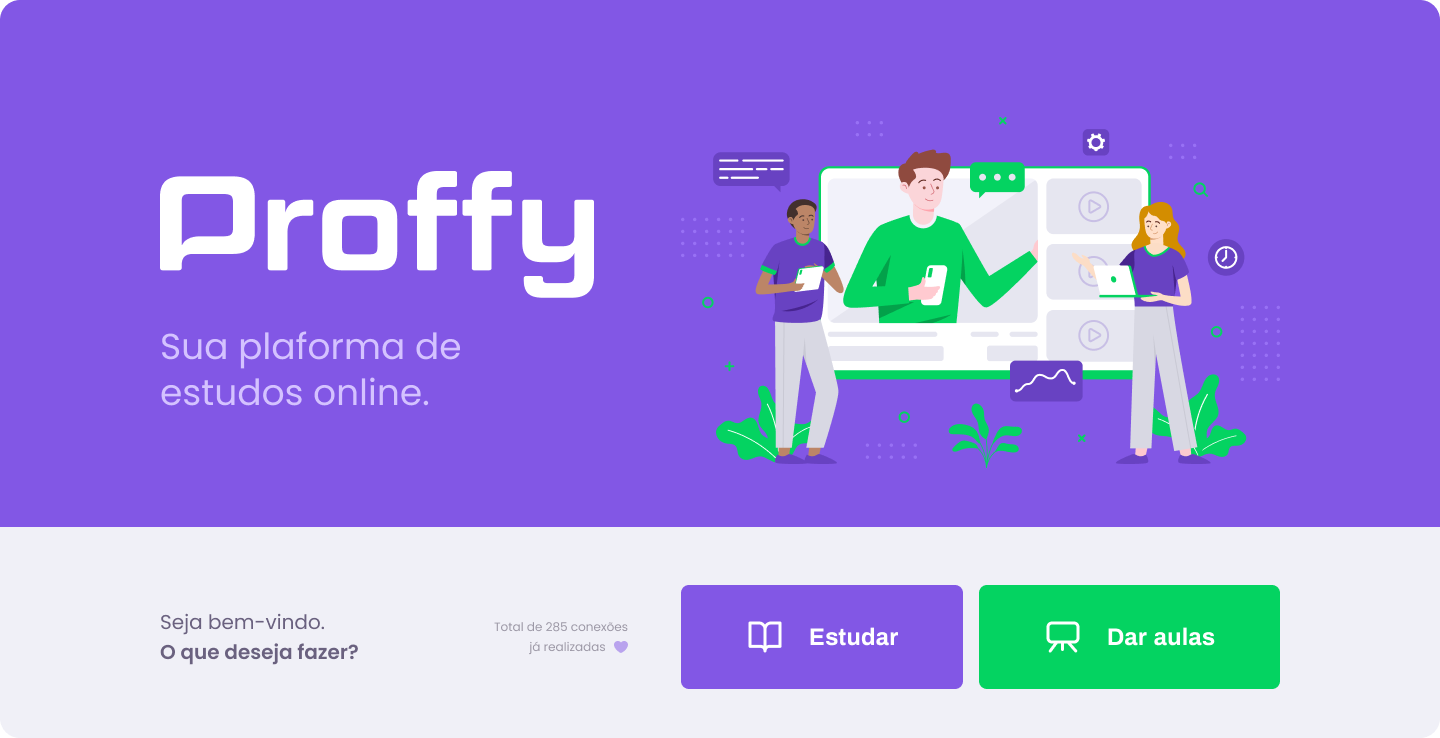 Proffy
Sua plaforma de
estudos online.
Seja bem-vindo.
O que deseja fazer?
Total de 285 conexões
já realizadas
Estudar
Dar aulas